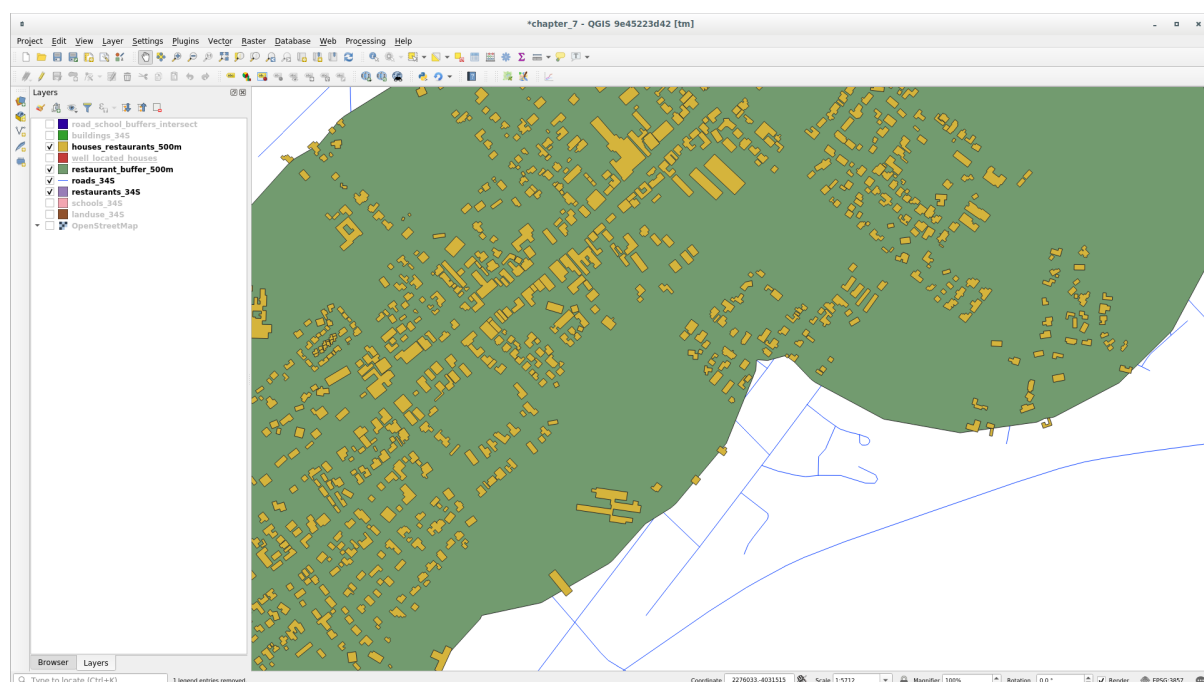 *chapter_7 - QGIS 9e45223d42 [tm]
Project Edit View Layer Settings Plugins Vector Raster Database Web Processing Help
Layers
road_school_buffers_intersect
buildings_34S
houses_restaurants_500m
well_located_houses
restaurant_buffer_500m
roads_34S
restaurants_34S
schools_34S
landuse_34S
OpenStreetMap
Browser Layers
Type to locate (Ctrl+K) 1 legend entries removed. Coordinate 2276033,-4031515 Scale 1:5712 Magnifier 100% Rotation 0.0 ° Render EPSG:3857